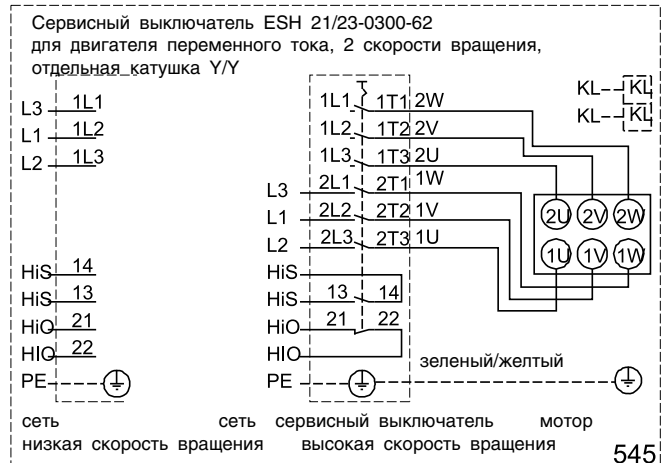 Сервисный выключатель ESH 21/23-0300-62
для двигателя переменного тока, 2 скорости вращения,
отдельная катушка Y/Y
KL KL
KL KL
L3 1L1 1L1 1T1 2W
L1 1L2 1L2 1T2 2V
L2 1L3 1L3 1T3 2U
L3 2L1 2T1 1W
L1 2L2 2T2 1V
L2 2L3 2T3 1U
2U 2V 2W
1U 1V 1W
HiS 14 HiS
HiS 13 HiS 13 14
HiO 21 HiO 21 22
HIO 22 HIO
зеленый/желтый
PE PE
сеть сеть сервисный выключатель мотор
низкая скорость вращения высокая скорость вращения
545